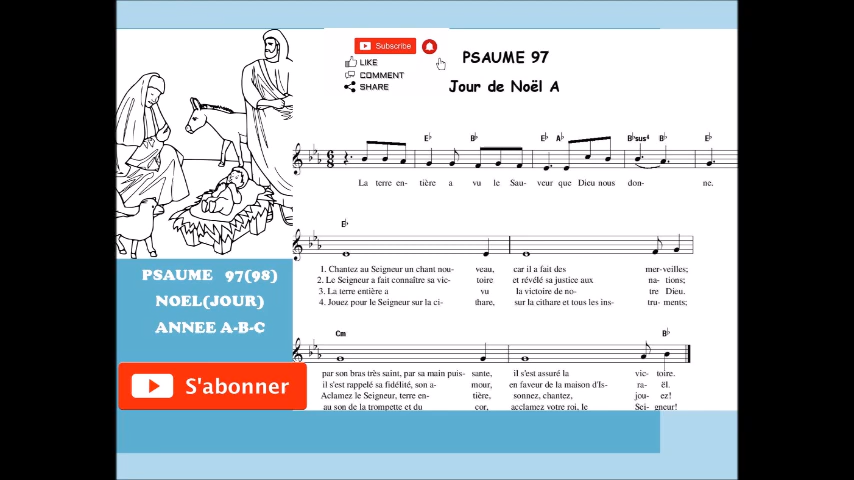 Subscribe
LIKE
COMMENT
SHARE
PSAUME 97
Jour de Noël A
E♭ B♭ E♭ A♭ B♭sus4 B♭ E♭
La terre en- tière a vu le Sau- veur que Dieu nous don- ne.
E♭
1. Chantez au Seigneur un chant nou- veau, car il a fait des mer-veilles;
2. Le Seigneur a fait connaître sa vic- toire et révélé sa justice aux na- tions;
3. La terre entière a vu la victoire de no- tre Dieu.
4. Jouez pour le Seigneur sur la ci- thare, sur la cithare et tous les ins- tru- ments;
Cm B♭
par son bras très saint, par sa main puis- sante, il s'est assuré la vic- toire.
il s'est rappelé sa fidélité, son a- mour, en faveur de la maison d'Is- ra- ël.
Aclamez le Seigneur, terre en- tière, sonnez, chantez, jou- ez!
au son de la trompette et du cor, acclamez votre roi, le Sei- gneur!
PSAUME 97(98)
NOEL(JOUR)
ANNEE A-B-C
S'abonner